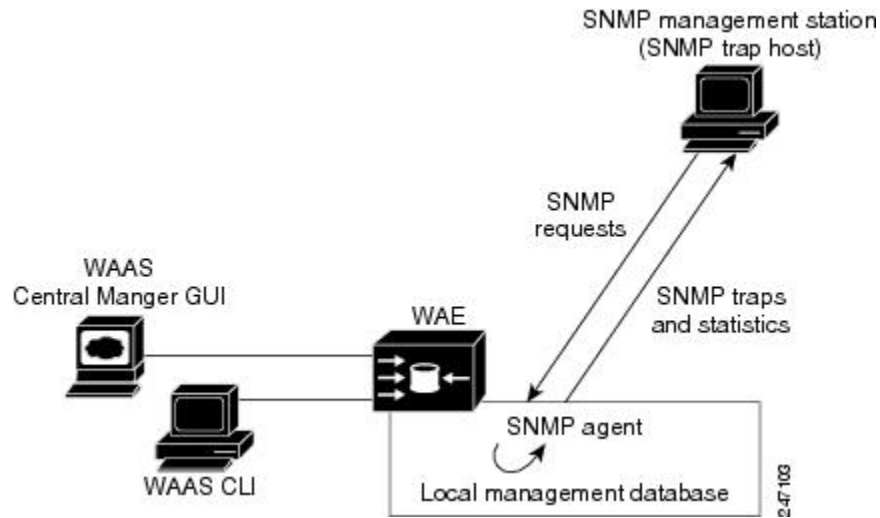 SNMP management station
(SNMP trap host)
SNMP
requests
WAAS
Central Manger GUI
SNMP traps
and statistics
WAE
SNMP agent
WAAS CLI
Local management database
247103